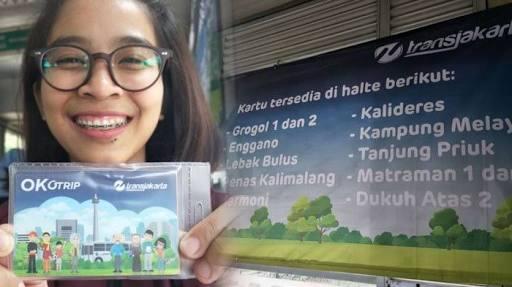 OK OTRIP
transjakarta
transjakarta
Kartu tersedia di halte berikut:
- Grogol 1 dan 2
Enggano
Lebak Bulus
enas Kalimalang
armoni
- Kalideres
- Kampung Melay
- Tanjung Priuk
- Matraman 1 dan
- Dukuh Atas 2